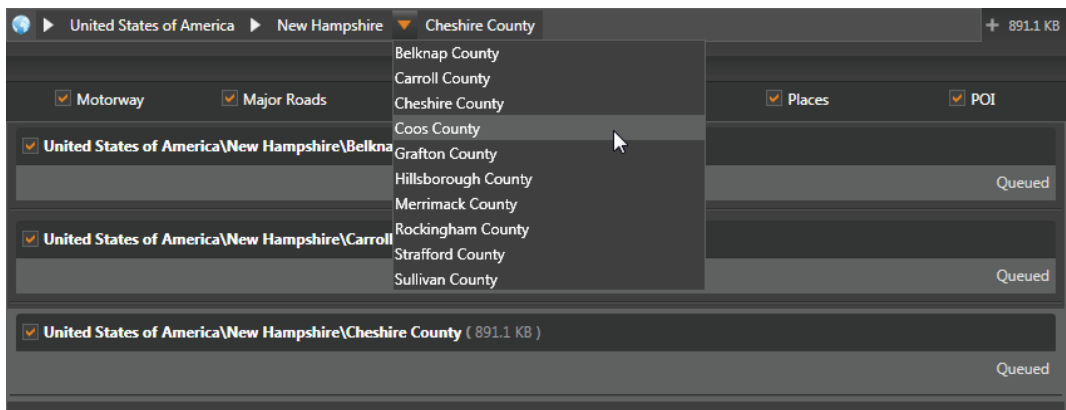 United States of America New Hampshire Cheshire County + 891.1 KB
Belknap County
Carroll County
Cheshire County
Coos County
Grafton County
Hillsborough County
Merrimack County
Rockingham County
Strafford County
Sullivan County
Motorway Major Roads Places POI
United States of America\New Hampshire\Belkna
Queued
United States of America\New Hampshire\Carroll
Queued
United States of America\New Hampshire\Cheshire County ( 891.1 KB )
Queued